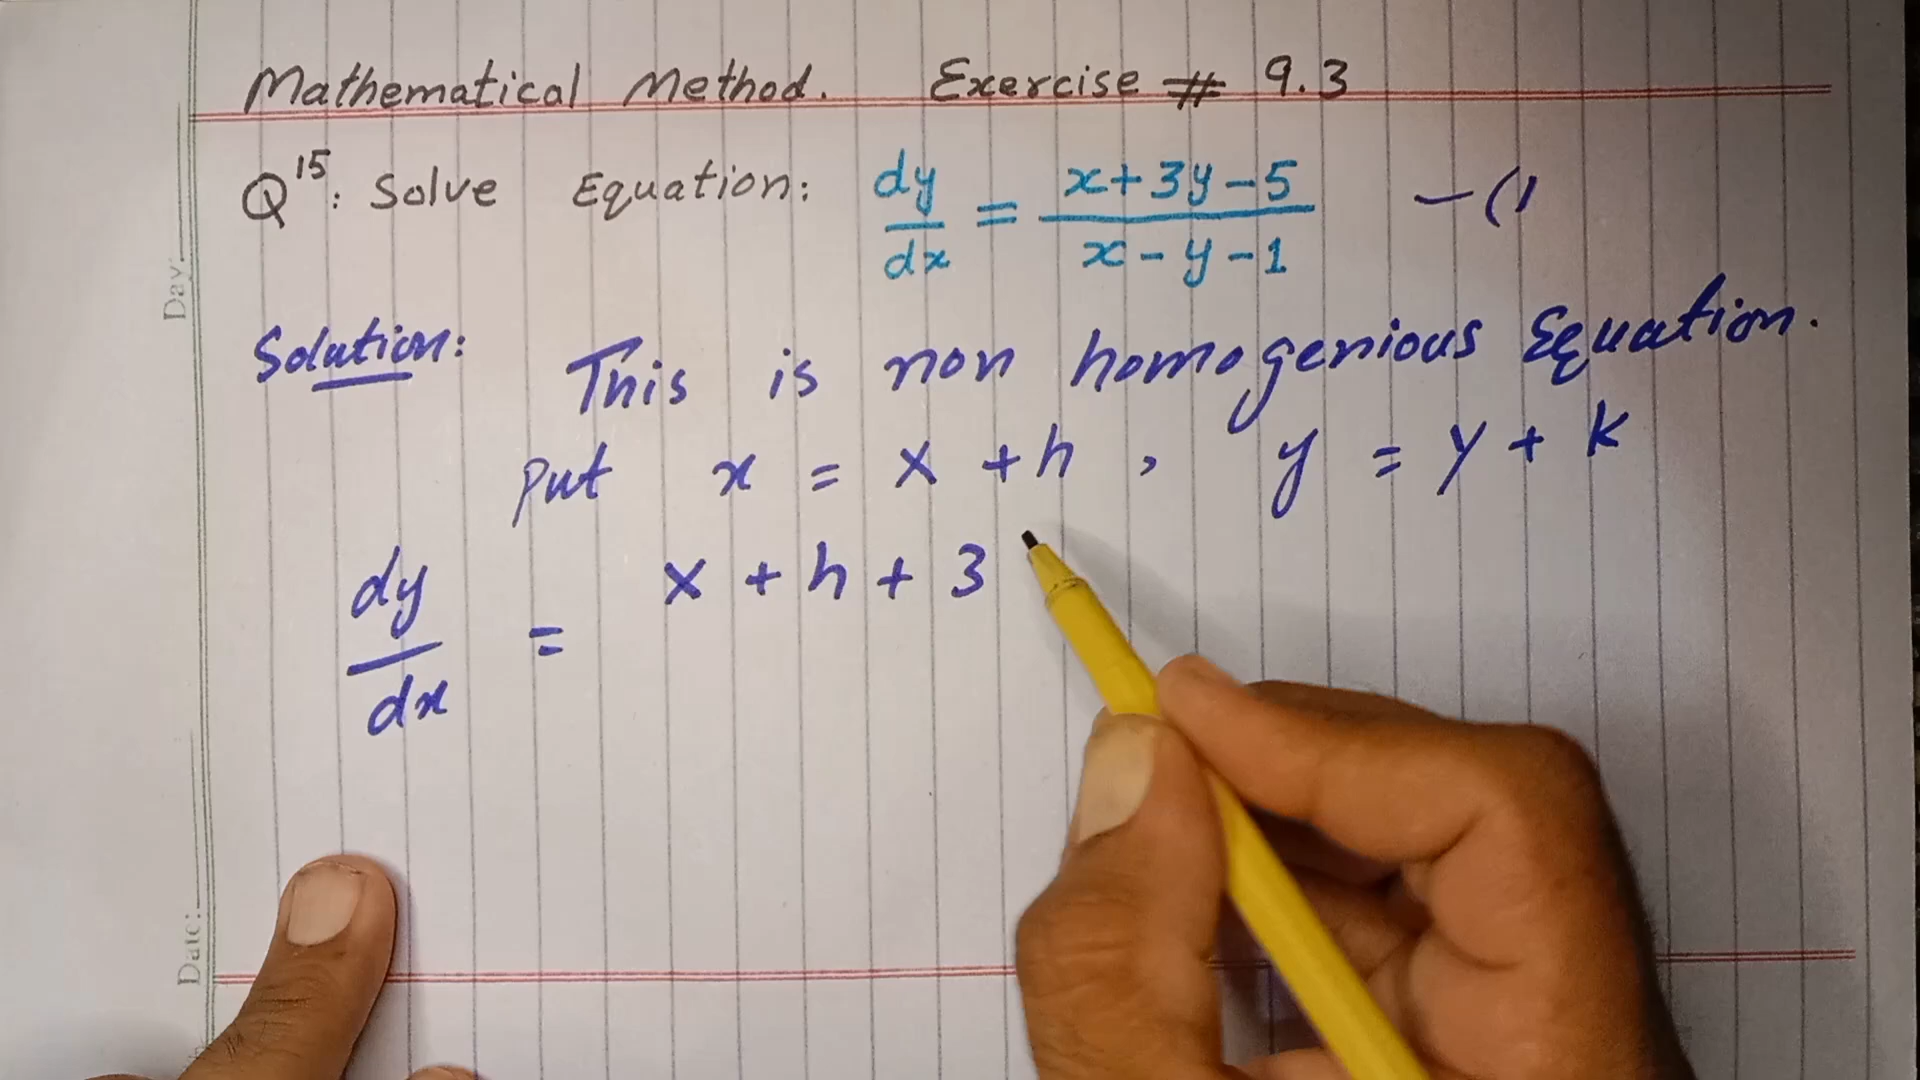 Mathematical Method. Exercise # 9.3
Q15: Solve Equation: dy/dx = x+3y-5 / x-y-1 -(1
Solution: This is non homogenious Equation.
put x = X + h , y = Y + k
dy/dx = X + h + 3
Day:
Date: